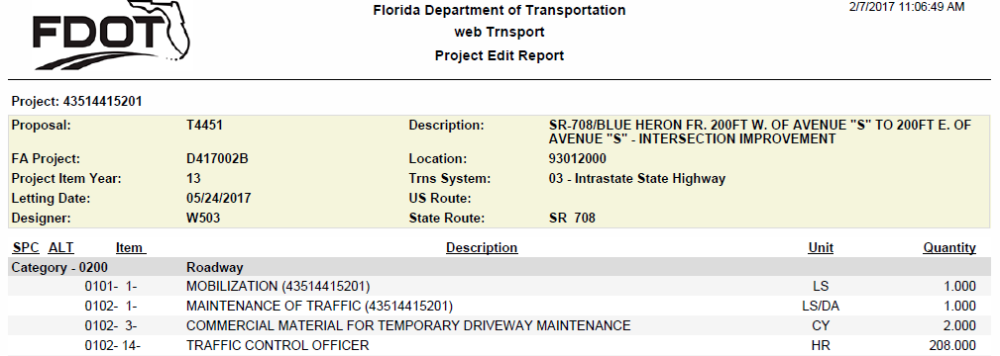 FDOT
Florida Department of Transportation
2/7/2017 11:06:49 AM
web Trnsport
Project Edit Report
Project: 43514415201
Proposal: T4451 Description: SR-708/BLUE HERON FR. 200FT W. OF AVENUE "S" TO 200FT E. OF
AVENUE "S" - INTERSECTION IMPROVEMENT
FA Project: D417002B Location: 93012000
Project Item Year: 13 Trns System: 03 - Intrastate State Highway
Letting Date: 05/24/2017 US Route:
Designer: W503 State Route: SR 708
SPC ALT Item Description Unit Quantity
Category - 0200 Roadway
0101- 1- MOBILIZATION (43514415201) LS 1.000
0102- 1- MAINTENANCE OF TRAFFIC (43514415201) LS/DA 1.000
0102- 3- COMMERCIAL MATERIAL FOR TEMPORARY DRIVEWAY MAINTENANCE CY 2.000
0102- 14- TRAFFIC CONTROL OFFICER HR 208.000